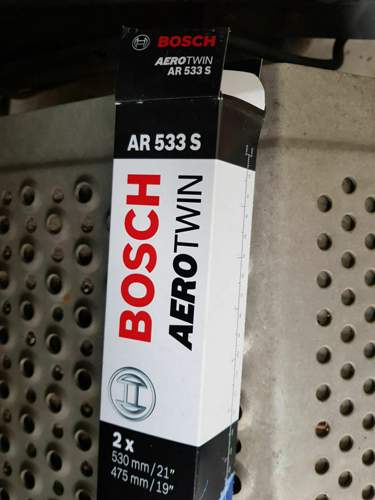 BOSCH
AEROTWIN
AR 533 S
AR 533 S
BOSCH
AEROTWIN
2 x
530 mm / 21"
475 mm / 19"